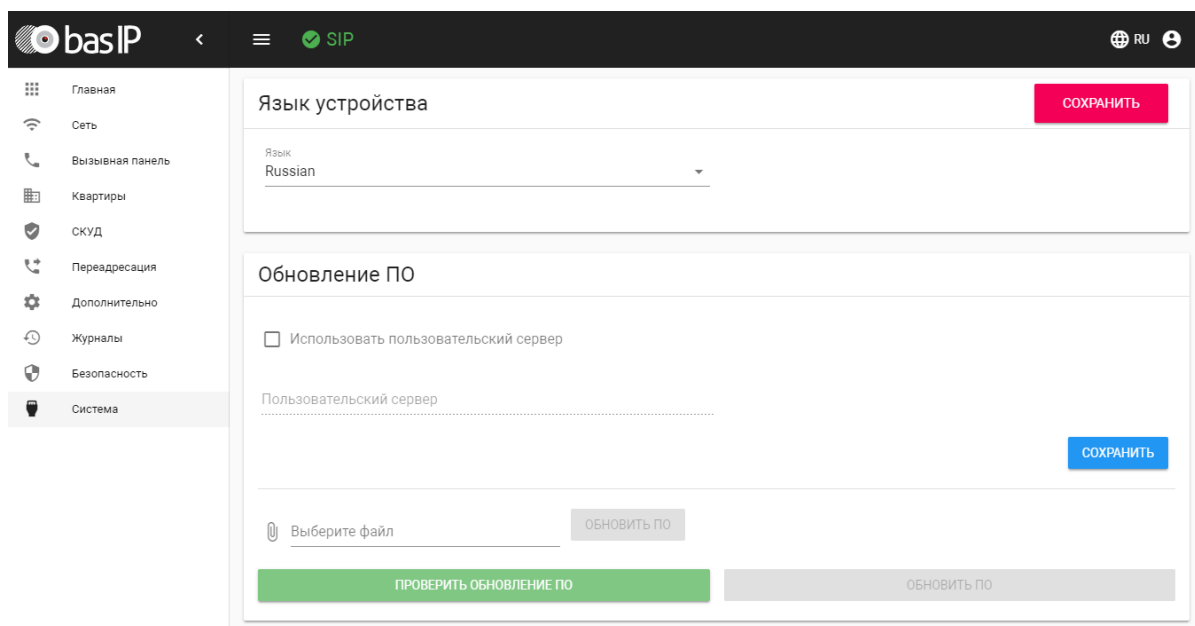 bas IP
SIP
RU
Главная
Сеть
Вызывная панель
Квартиры
СКУД
Переадресация
Дополнительно
Журналы
Безопасность
Система
Язык устройства
СОХРАНИТЬ
Язык
Russian
Обновление ПО
Использовать пользовательский сервер
Пользовательский сервер
СОХРАНИТЬ
Выберите файл
ОБНОВИТЬ ПО
ПРОВЕРИТЬ ОБНОВЛЕНИЕ ПО
ОБНОВИТЬ ПО